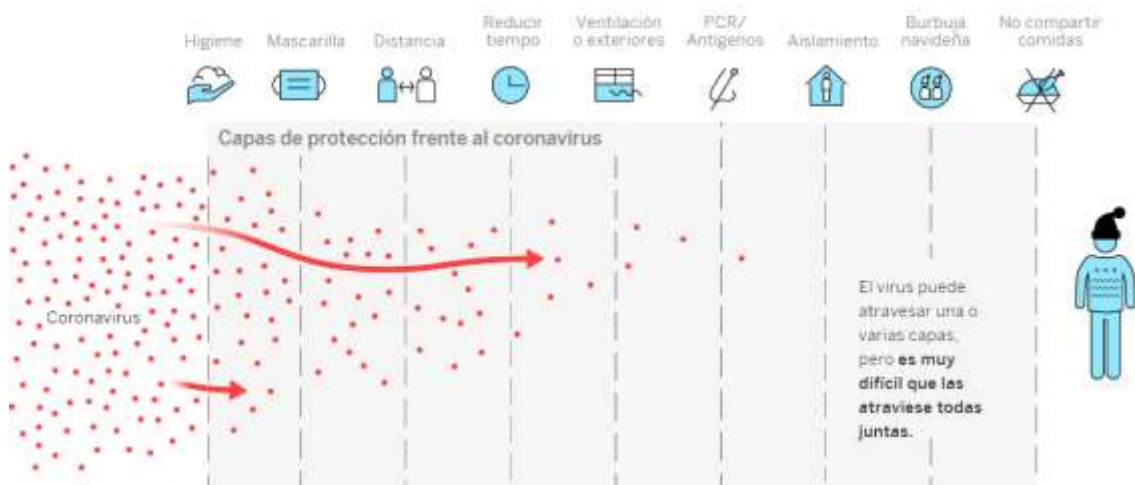 Higiene
Mascarilla
Distancia
Reducir
tiempo
Ventilación
o exteriores
PCR/
Antígenos
Aislamiento
Burbuja
navideña
No compartir
comidas
Capas de protección frente al coronavirus
Coronavirus
El virus puede
atravesar una o
varias capas,
pero es muy
difícil que las
atraviese todas
juntas.